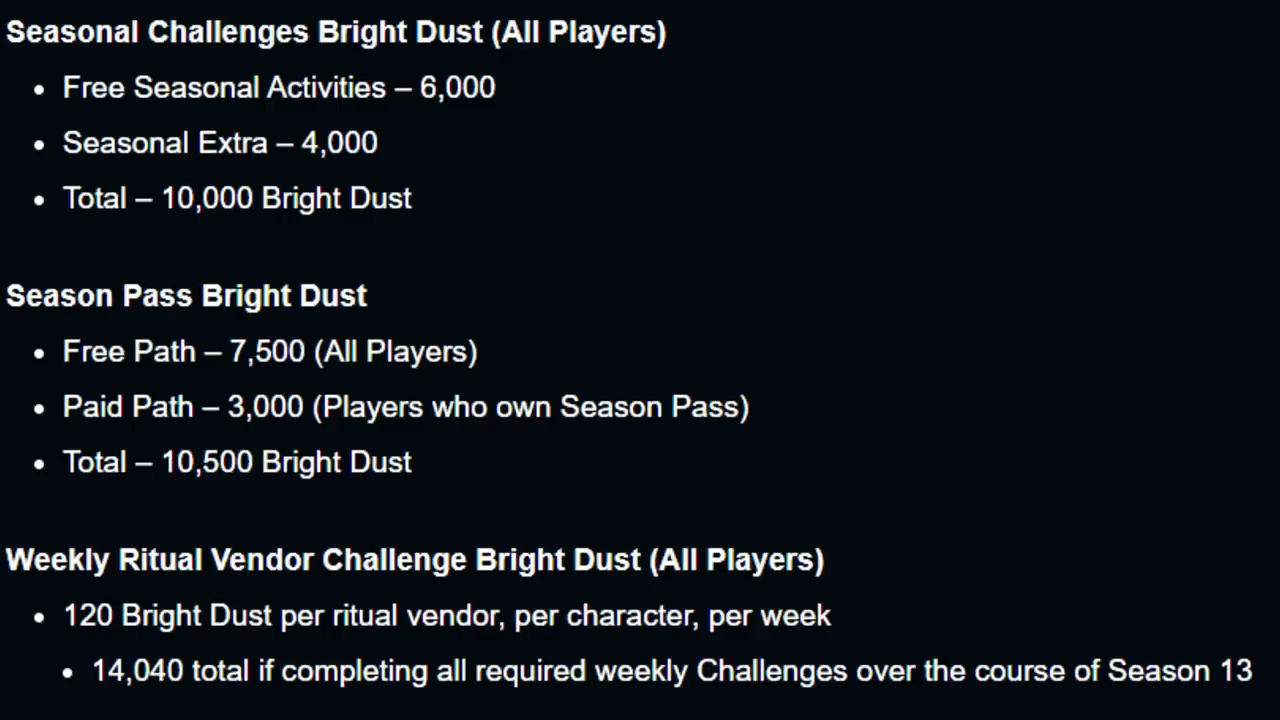 Seasonal Challenges Bright Dust (All Players)
• Free Seasonal Activities – 6,000
• Seasonal Extra – 4,000
• Total – 10,000 Bright Dust
Season Pass Bright Dust
• Free Path – 7,500 (All Players)
• Paid Path – 3,000 (Players who own Season Pass)
• Total – 10,500 Bright Dust
Weekly Ritual Vendor Challenge Bright Dust (All Players)
• 120 Bright Dust per ritual vendor, per character, per week
• 14,040 total if completing all required weekly Challenges over the course of Season 13